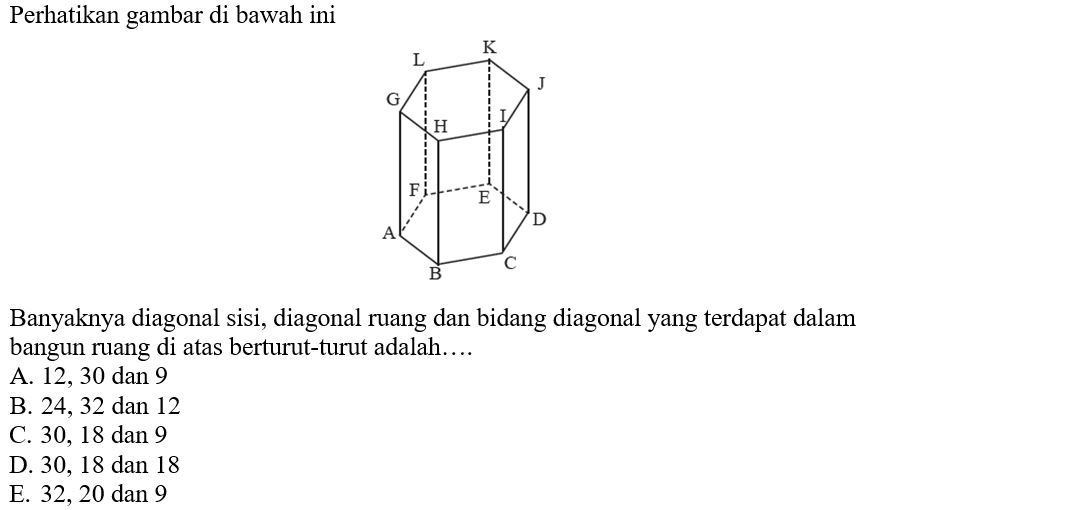 Perhatikan gambar di bawah ini
K
L
J
G
I
H
F
E
D
A
C
B
Banyaknya diagonal sisi, diagonal ruang dan bidang diagonal yang terdapat dalam
bangun ruang di atas berturut-turut adalah….
A. 12, 30 dan 9
B. 24, 32 dan 12
C. 30, 18 dan 9
D. 30, 18 dan 18
E. 32, 20 dan 9